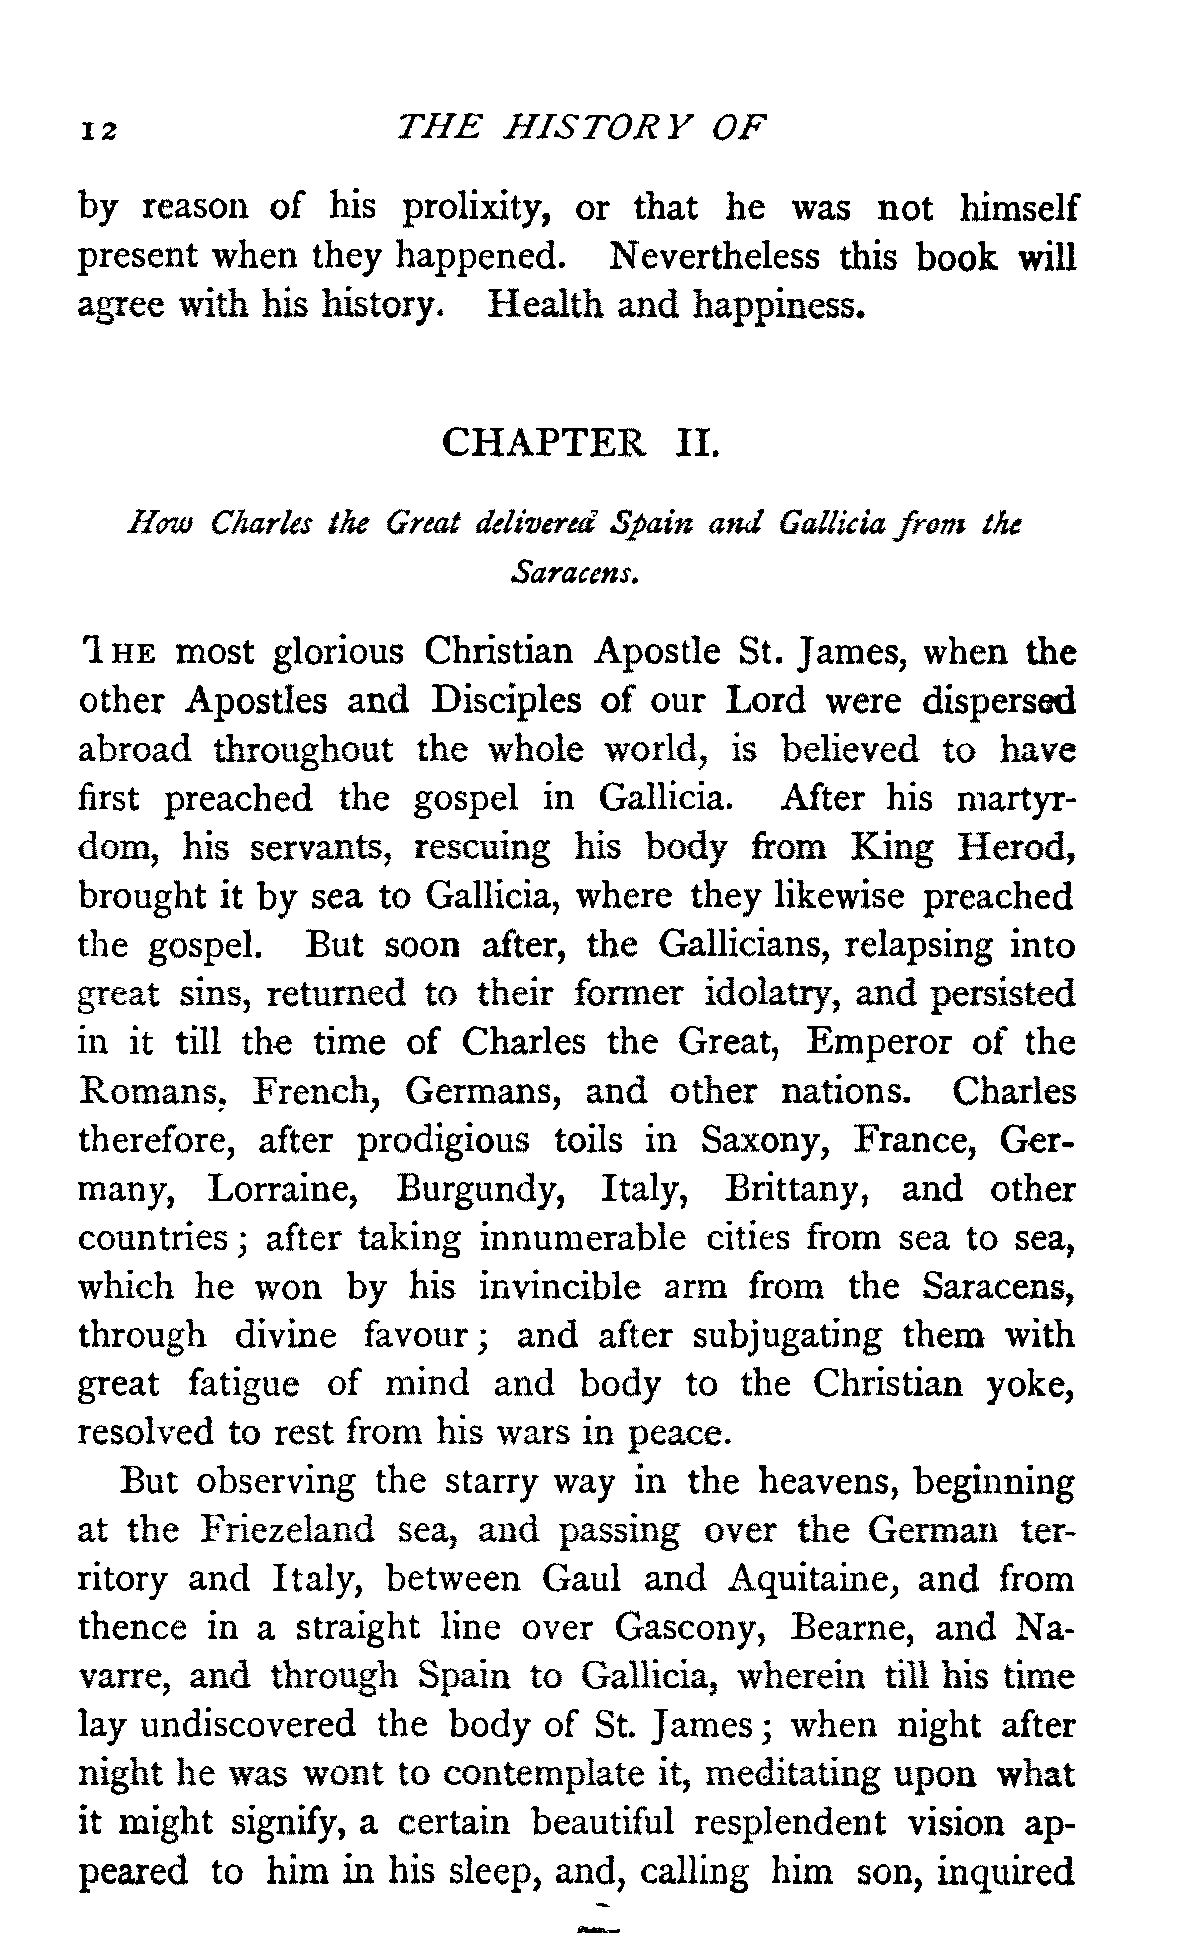 12 THE HISTORY OF
by reason of his prolixity, or that he was not himself
present when they happened. Nevertheless this book will
agree with his history. Health and happiness.
CHAPTER II.
How Charles the Great delivered Spain and Gallicia from the
Saracens.
THE most glorious Christian Apostle St. James, when the
other Apostles and Disciples of our Lord were dispersed
abroad throughout the whole world, is believed to have
first preached the gospel in Gallicia. After his martyr-
dom, his servants, rescuing his body from King Herod,
brought it by sea to Gallicia, where they likewise preached
the gospel. But soon after, the Gallicians, relapsing into
great sins, returned to their former idolatry, and persisted
in it till the time of Charles the Great, Emperor of the
Romans, French, Germans, and other nations. Charles
therefore, after prodigious toils in Saxony, France, Ger-
many, Lorraine, Burgundy, Italy, Brittany, and other
countries; after taking innumerable cities from sea to sea,
which he won by his invincible arm from the Saracens,
through divine favour; and after subjugating them with
great fatigue of mind and body to the Christian yoke,
resolved to rest from his wars in peace.
But observing the starry way in the heavens, beginning
at the Friezeland sea, and passing over the German ter-
ritory and Italy, between Gaul and Aquitaine, and from
thence in a straight line over Gascony, Bearne, and Na-
varre, and through Spain to Gallicia, wherein till his time
lay undiscovered the body of St. James; when night after
night he was wont to contemplate it, meditating upon what
it might signify, a certain beautiful resplendent vision ap-
peared to him in his sleep, and, calling him son, inquired